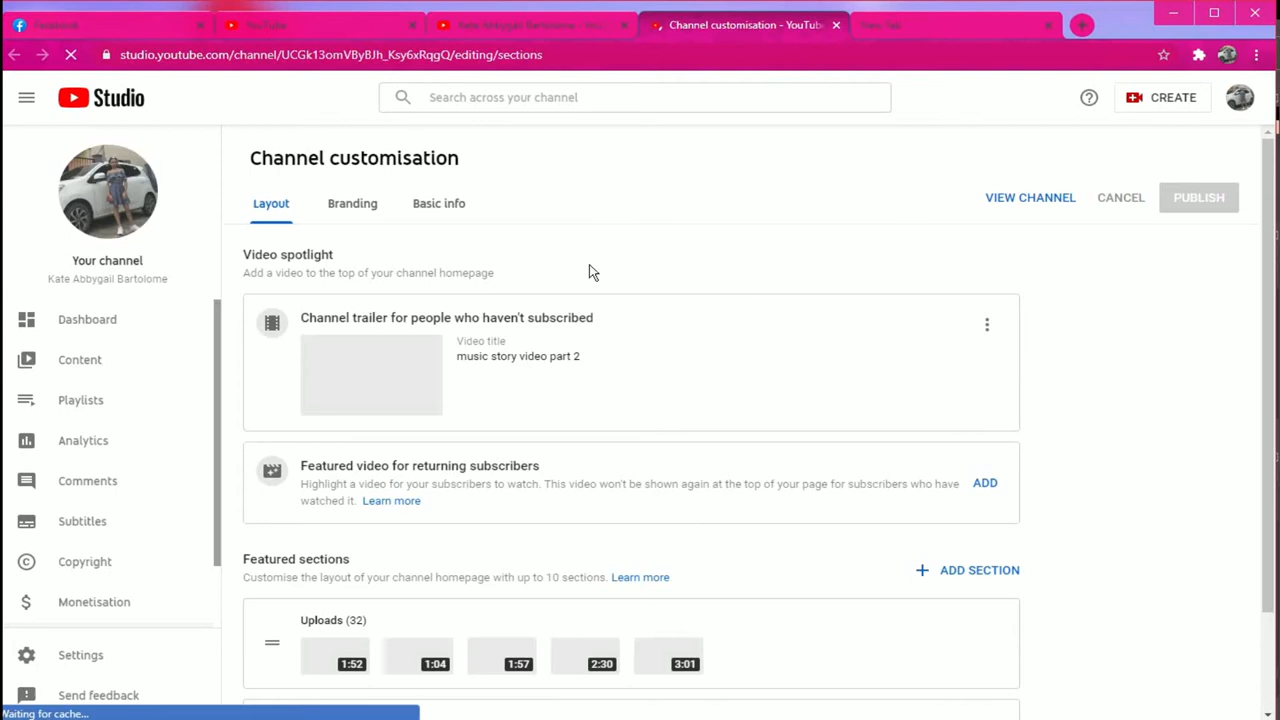 Facebook
YouTube
Kate Abbygail Bartolome - You
Channel customisation - YouTube
New Tab
studio.youtube.com/channel/UCGk13omVByBJh_Ksy6xRqgQ/editing/sections
Studio
Search across your channel
CREATE
Channel customisation
Layout
Branding
Basic info
VIEW CHANNEL
CANCEL
PUBLISH
Your channel
Kate Abbygail Bartolome
Dashboard
Content
Playlists
Analytics
Comments
Subtitles
Copyright
Monetisation
Settings
Send feedback
Video spotlight
Add a video to the top of your channel homepage
Channel trailer for people who haven't subscribed
Video title
music story video part 2
Featured video for returning subscribers
Highlight a video for your subscribers to watch. This video won't be shown again at the top of your page for subscribers who have
watched it. Learn more
ADD
Featured sections
Customise the layout of your channel homepage with up to 10 sections. Learn more
ADD SECTION
Uploads (32)
1:52
1:04
1:57
2:30
3:01
Waiting for cache...